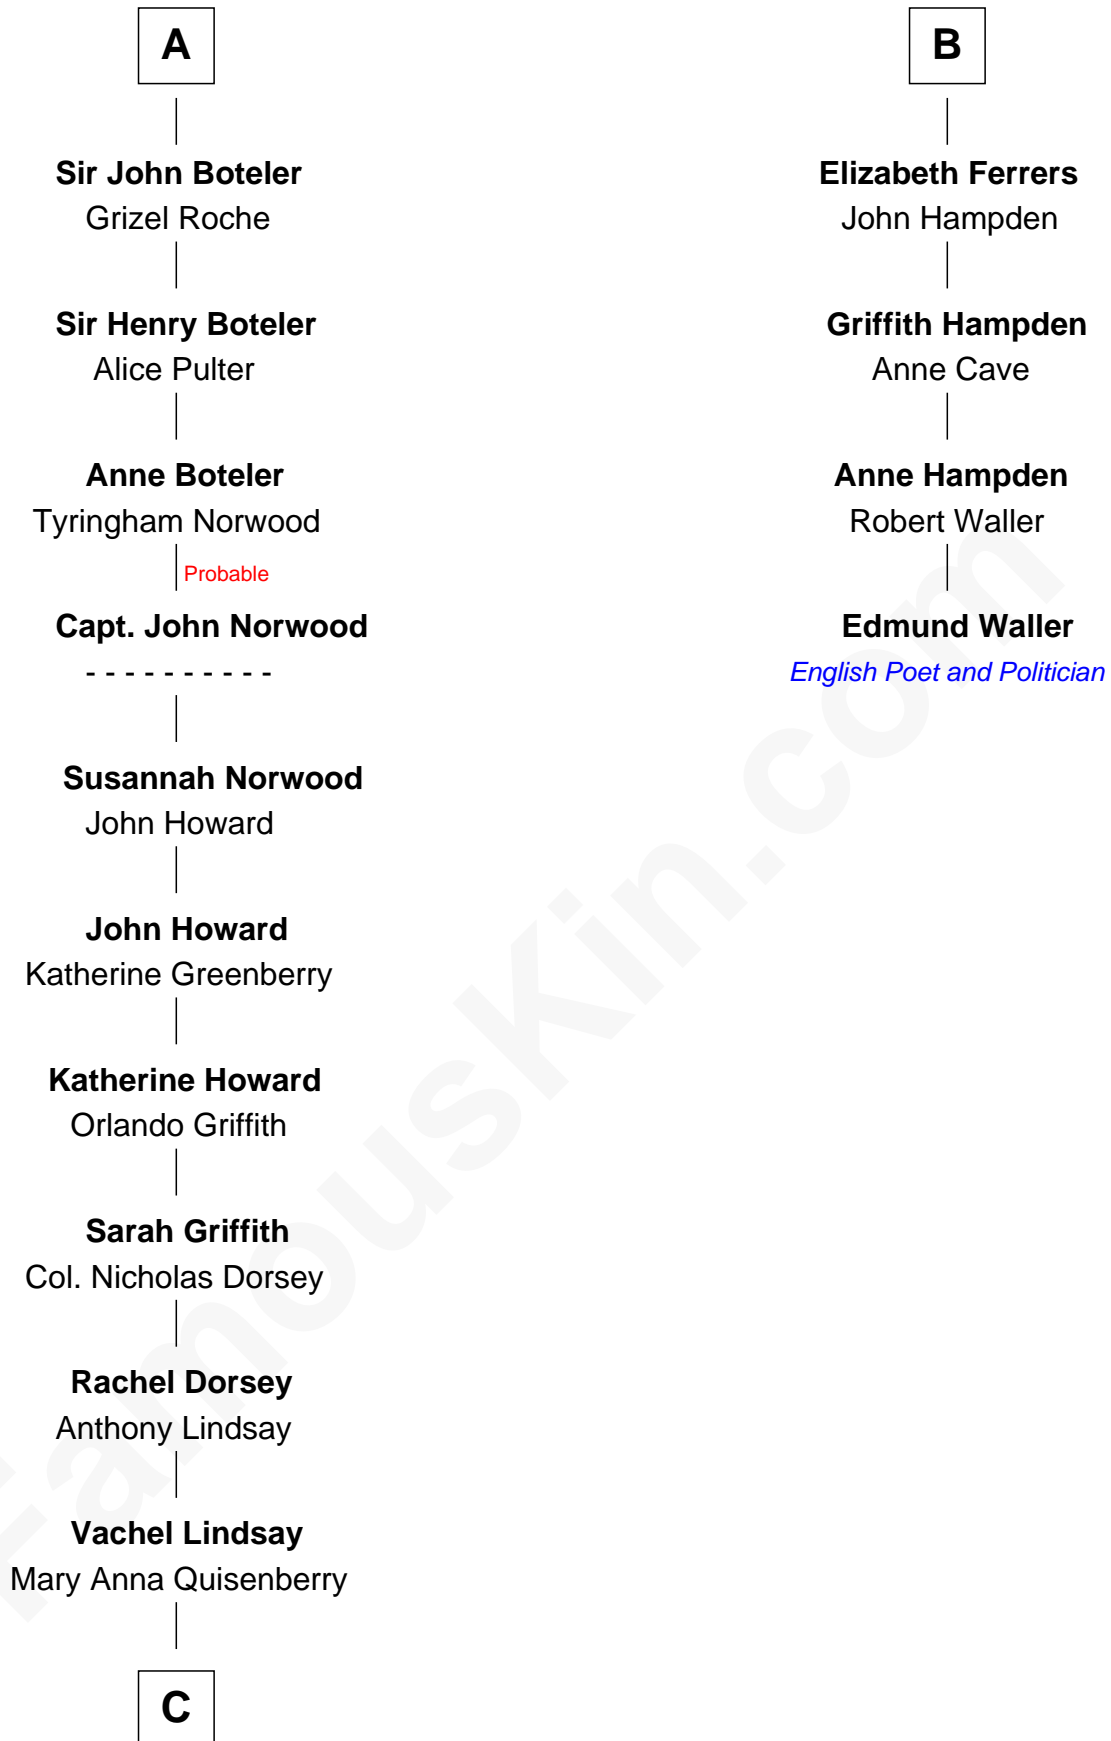 A
Sir John Boteler
Grizel Roche
Sir Henry Boteler
Alice Pulter
Anne Boteler
Tyringham Norwood
Probable
Capt. John Norwood
- - - - - - - - - -
Susannah Norwood
John Howard
John Howard
Katherine Greenberry
Katherine Howard
Orlando Griffith
Sarah Griffith
Col. Nicholas Dorsey
Rachel Dorsey
Anthony Lindsay
Vachel Lindsay
Mary Anna Quisenberry
C
B
Elizabeth Ferrers
John Hampden
Griffith Hampden
Anne Cave
Anne Hampden
Robert Waller
Edmund Waller
English Poet and Politician
FamousKin.com